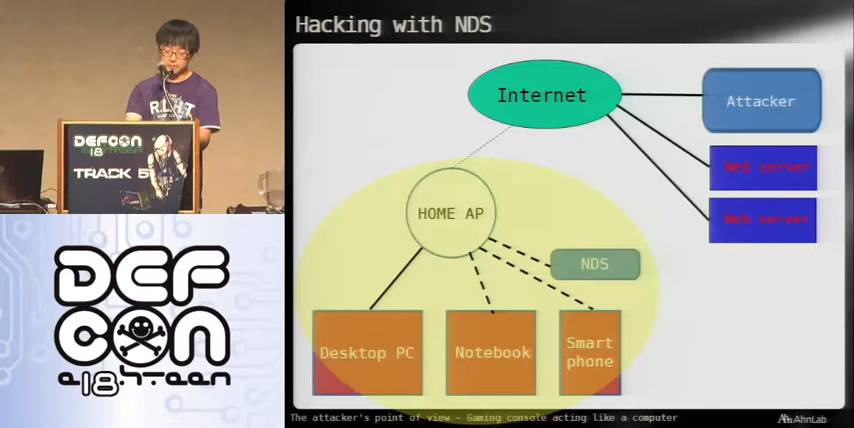 Hacking with NDS
R.L.H.T
DEFCON
18
TRACK 5
Internet
Attacker
Web server
Web server
HOME AP
NDS
Desktop PC
Notebook
Smart
phone
DEF
CON
e18hteen
The attacker's point of view - Gaming console acting like a computer
AhnLab